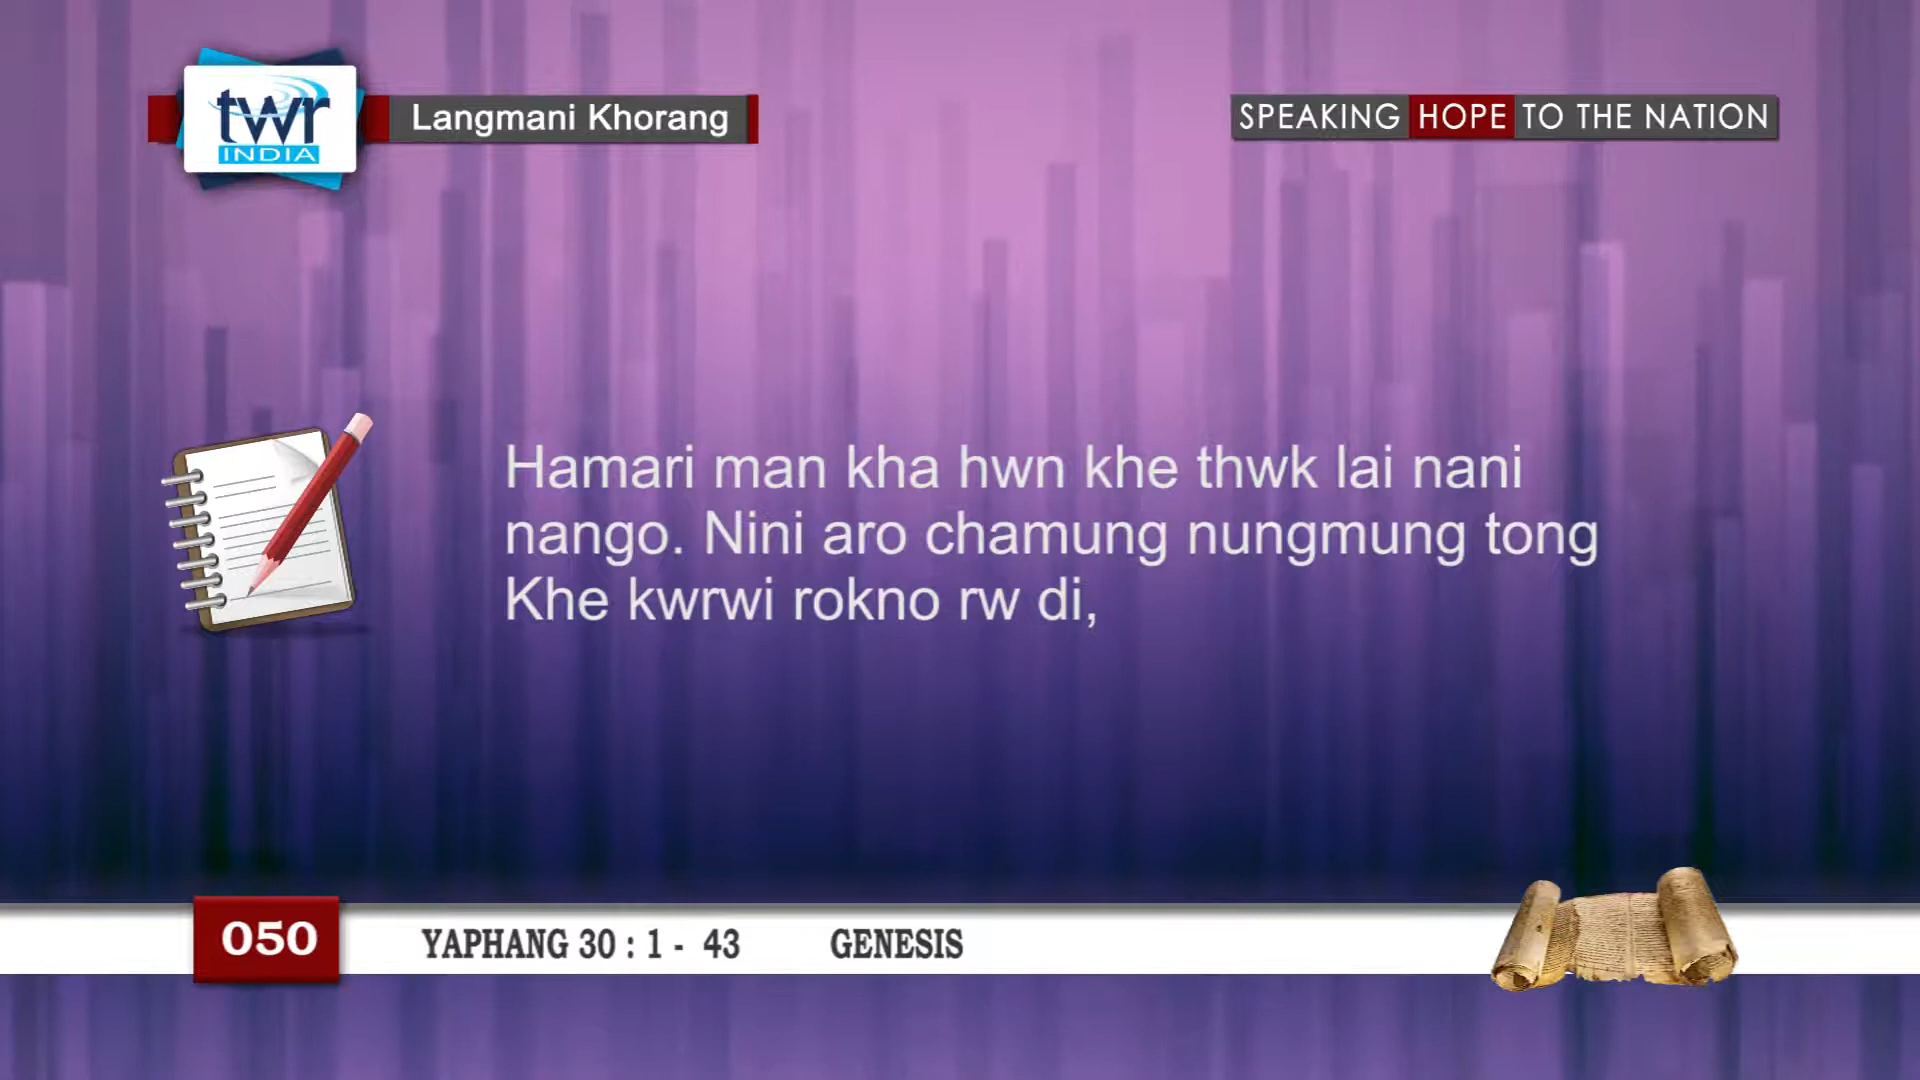 twr
INDIA
Langmani Khorang
SPEAKING HOPE TO THE NATION
Hamari man kha hwn khe thwk lai nani
nango. Nini aro chamung nungmung tong
Khe kwrwi rokno rw di,
050
YAPHANG 30 : 1 - 43
GENESIS